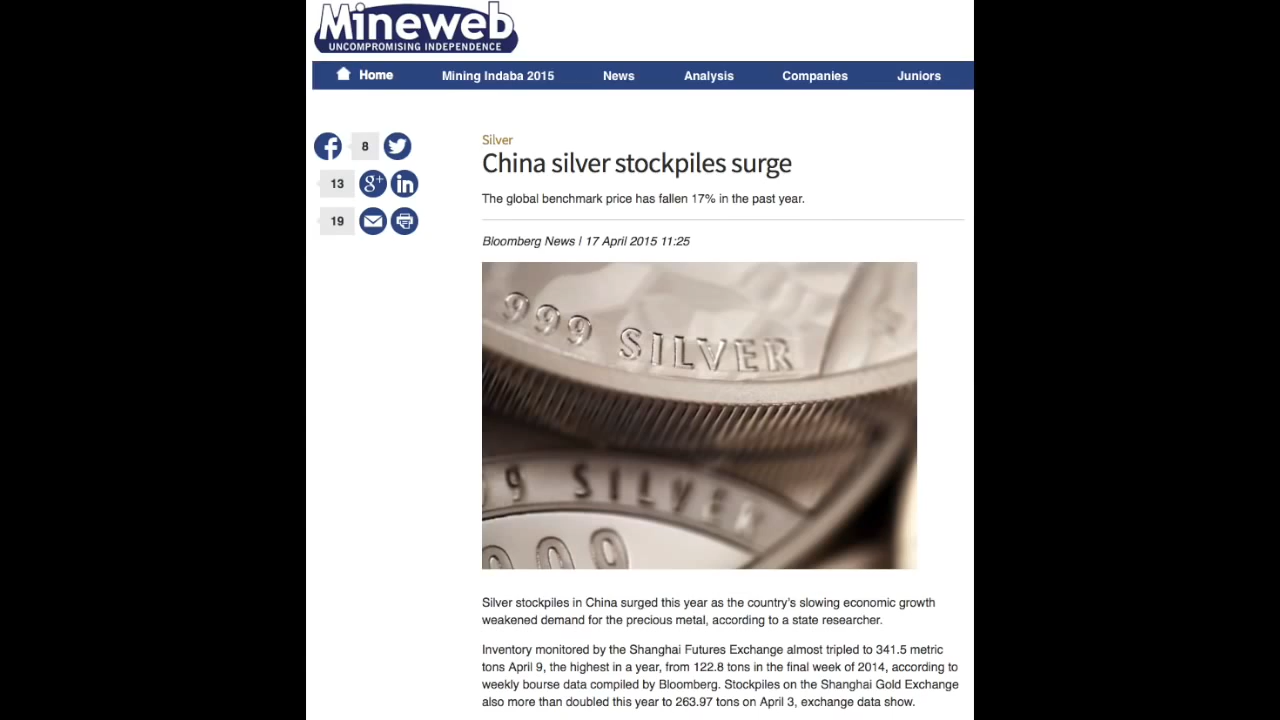 Mineweb
UNCOMPROMISING INDEPENDENCE
Home Mining Indaba 2015 News Analysis Companies Juniors
8
13
19
Silver
China silver stockpiles surge
The global benchmark price has fallen 17% in the past year.
Bloomberg News | 17 April 2015 11:25
999 SILVER
99 SILVER
000
Silver stockpiles in China surged this year as the country's slowing economic growth
weakened demand for the precious metal, according to a state researcher.
Inventory monitored by the Shanghai Futures Exchange almost tripled to 341.5 metric
tons April 9, the highest in a year, from 122.8 tons in the final week of 2014, according to
weekly bourse data compiled by Bloomberg. Stockpiles on the Shanghai Gold Exchange
also more than doubled this year to 263.97 tons on April 3, exchange data show.